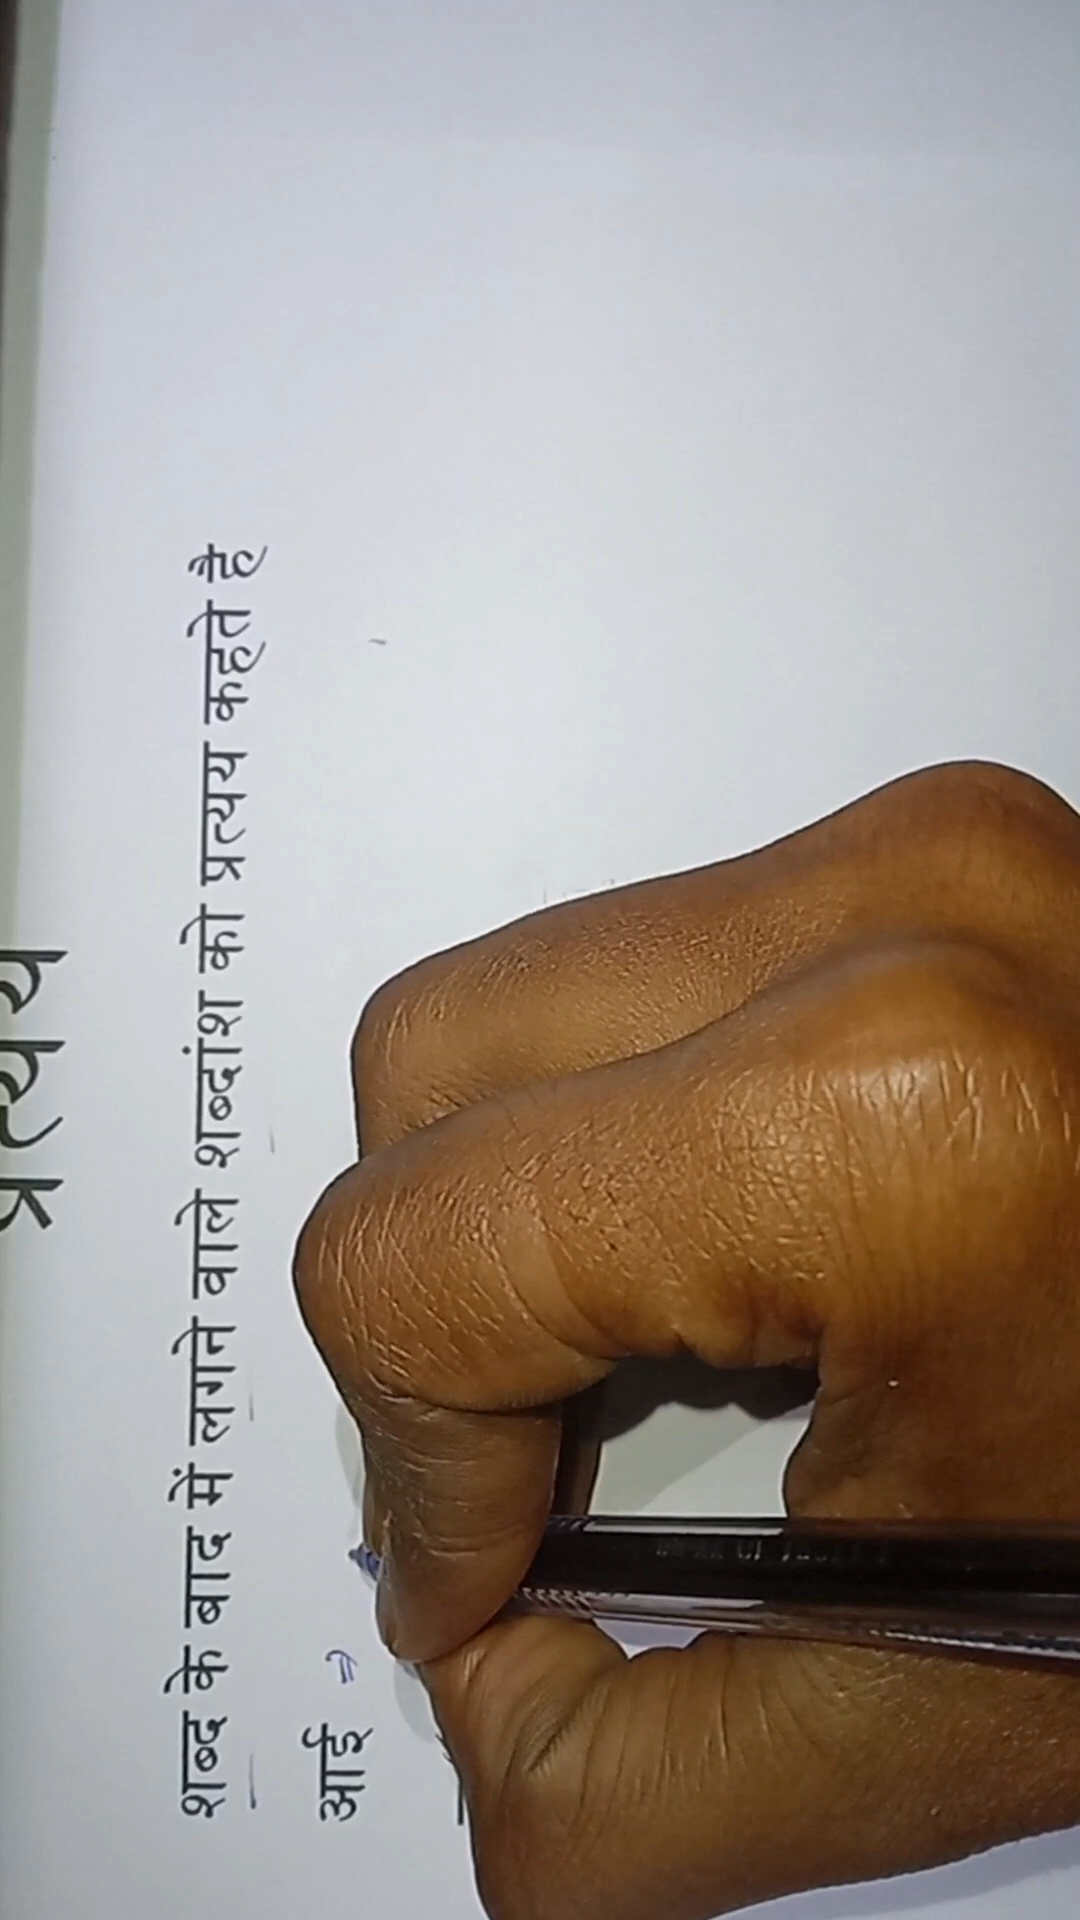 प्रत्यय
शब्द के बाद में लगने वाले शब्दांश को प्रत्यय कहते है
आई ⇒